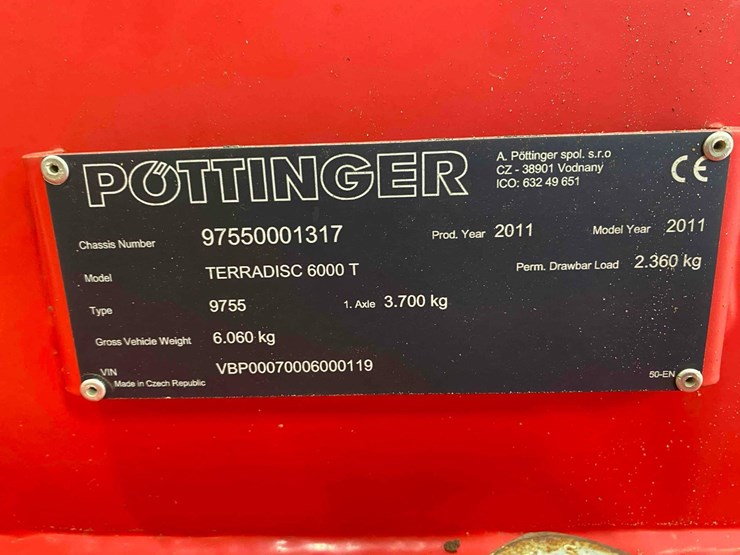 PÖTTINGER
A. Pöttinger spol. s.r.o
CZ - 38901 Vodnany
ICO: 632 49 651
CE
Chassis Number 97550001317 Prod. Year 2011 Model Year 2011
Model TERRADISC 6000 T Perm. Drawbar Load 2.360 kg
Type 9755 1. Axle 3.700 kg
Gross Vehicle Weight 6.060 kg
VIN VBP00070006000119
Made in Czech Republic 50-EN